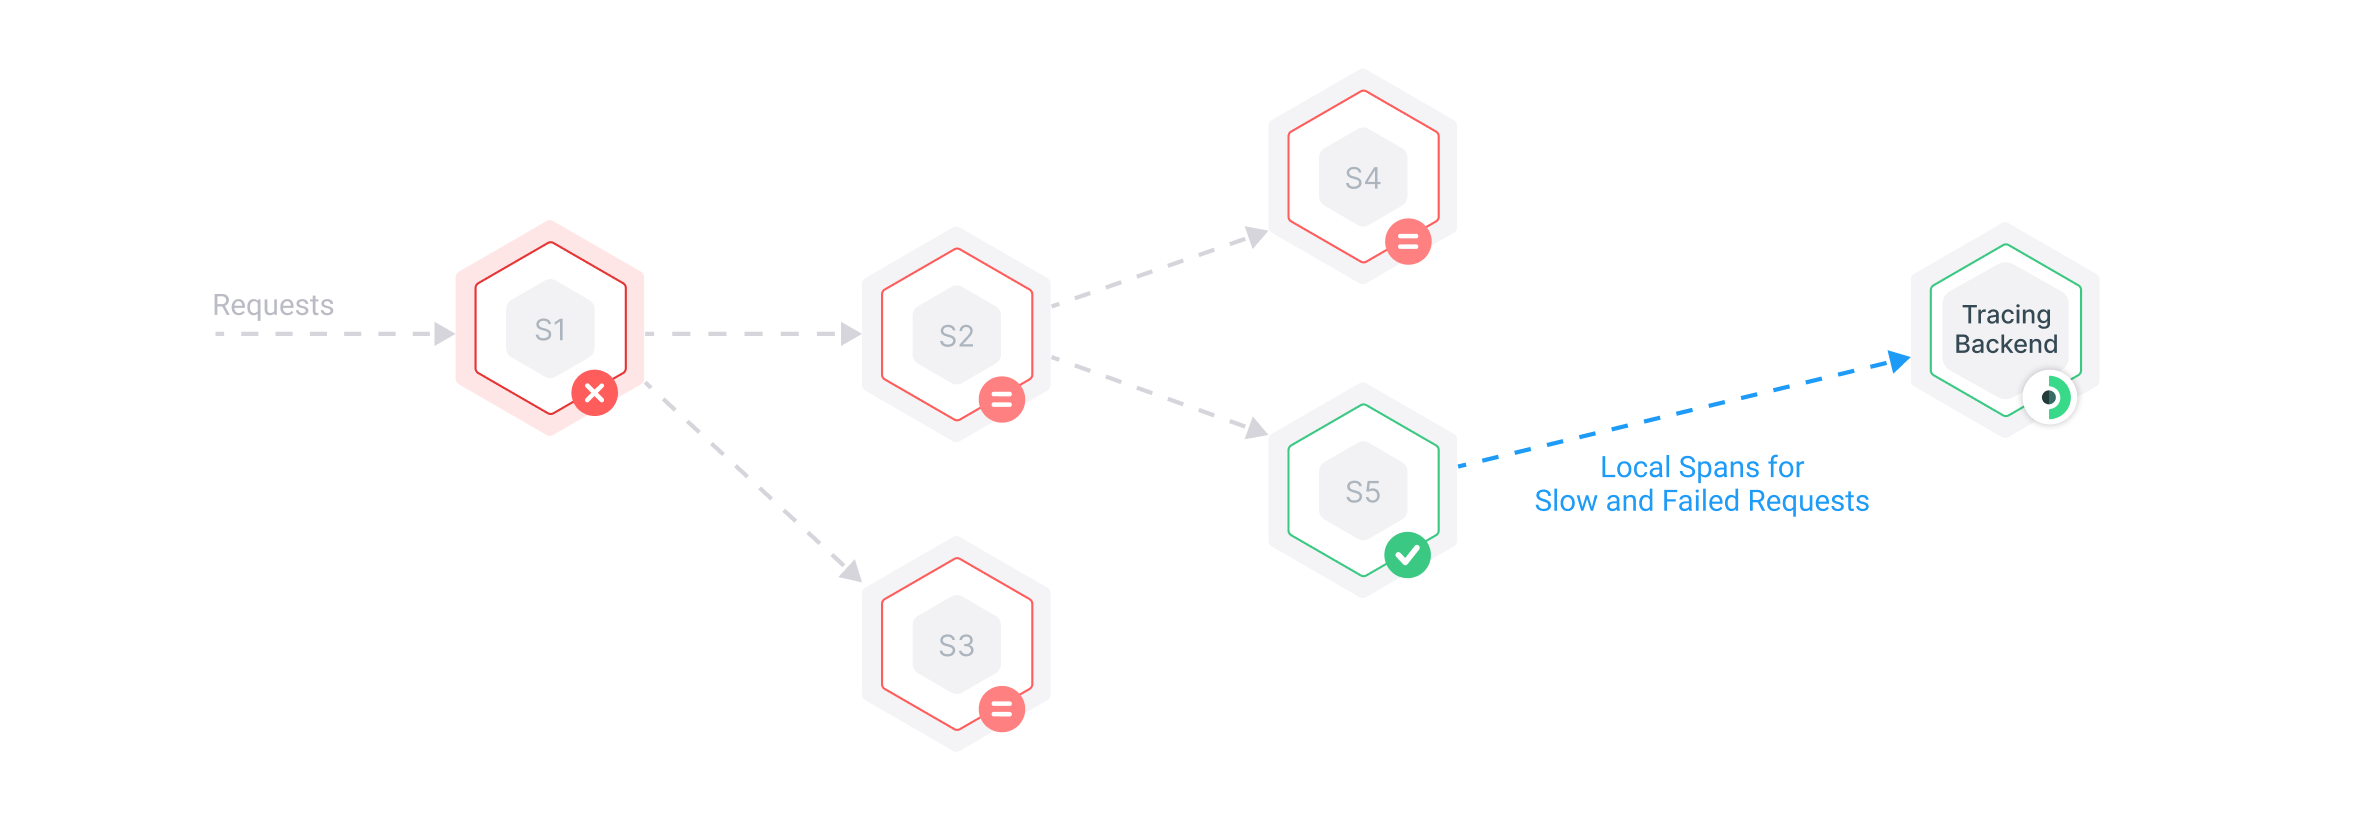 Requests
S1
S2
S3
S4
S5
Local Spans for
Slow and Failed Requests
Tracing
Backend